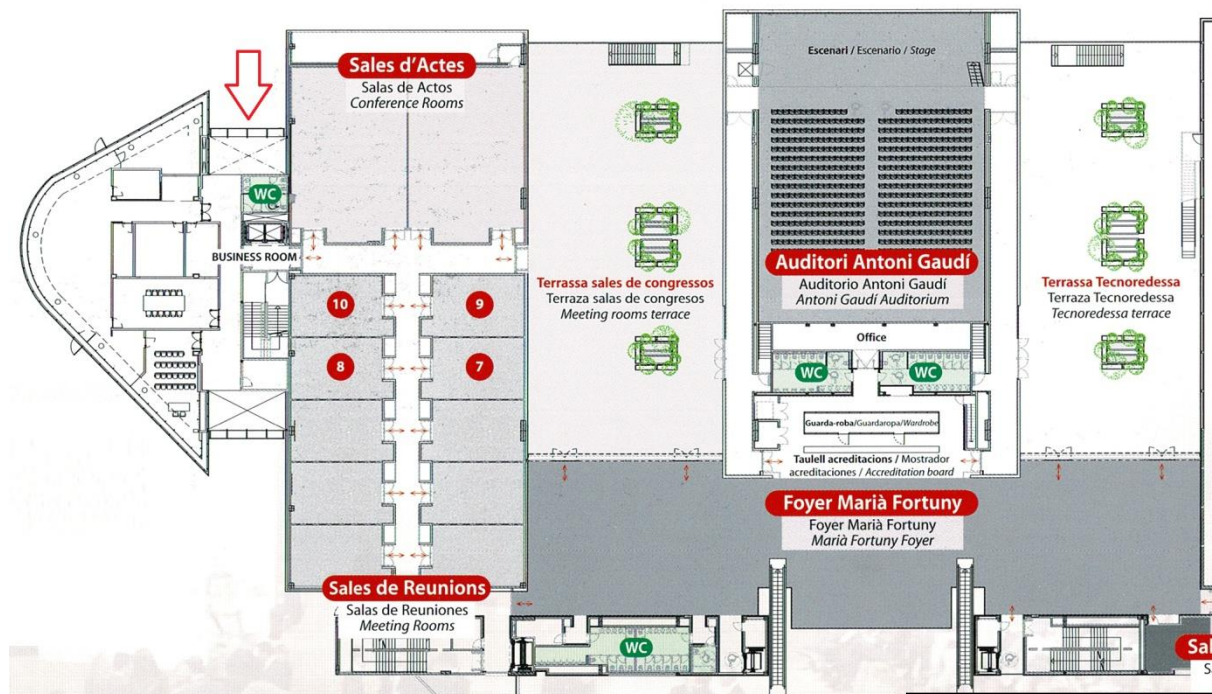 Escenari / Escenario / Stage
Sales d'Actes
Salas de Actos
Conference Rooms
WC
BUSINESS ROOM
10
9
8
7
Terrassa sales de congressos
Terraza salas de congresos
Meeting rooms terrace
Auditori Antoni Gaudí
Auditorio Antoni Gaudí
Antoni Gaudí Auditorium
Terrassa Tecnoredessa
Terraza Tecnoredessa
Tecnoredessa terrace
Office
WC
WC
Guarda-roba/Guardaropa/Wardrobe
Taulell acreditacions / Mostrador
acreditaciones / Accreditation board
Foyer Marià Fortuny
Foyer Marià Fortuny
Marià Fortuny Foyer
Sales de Reunions
Salas de Reuniones
Meeting Rooms
WC
Sal
S